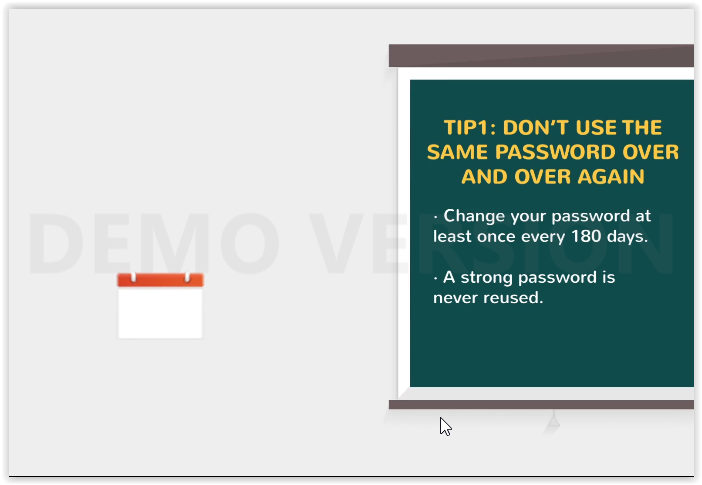 TIP1: DON'T USE THE
SAME PASSWORD OVER
AND OVER AGAIN
· Change your password at
least once every 180 days.
· A strong password is
never reused.
DEMO VERSION